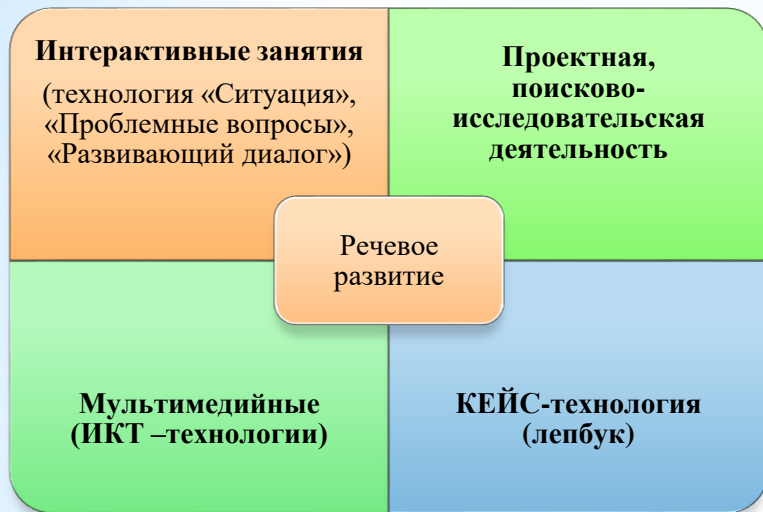 Интерактивные занятия
(технология «Ситуация»,
«Проблемные вопросы»,
«Развивающий диалог»)
Проектная,
поисково-
исследовательская
деятельность
Речевое
развитие
Мультимедийные
(ИКТ –технологии)
КЕЙС-технология
(лепбук)